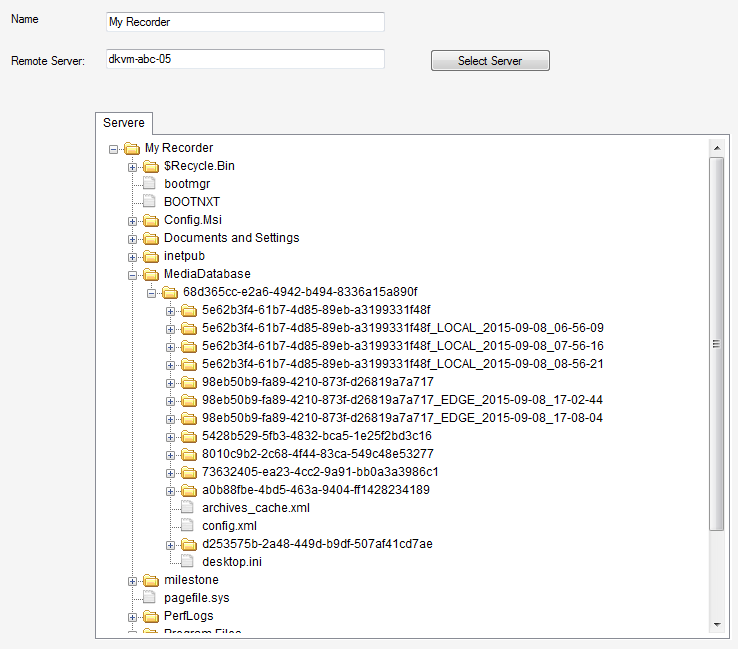 Name
My Recorder
Remote Server:
dkvm-abc-05
Select Server
Servere
My Recorder
$Recycle.Bin
bootmgr
BOOTNXT
Config.Msi
Documents and Settings
inetpub
MediaDatabase
68d365cc-e2a6-4942-b494-8336a15a890f
5e62b3f4-61b7-4d85-89eb-a3199331f48f
5e62b3f4-61b7-4d85-89eb-a3199331f48f_LOCAL_2015-09-08_06-56-09
5e62b3f4-61b7-4d85-89eb-a3199331f48f_LOCAL_2015-09-08_07-56-16
5e62b3f4-61b7-4d85-89eb-a3199331f48f_LOCAL_2015-09-08_08-56-21
98eb50b9-fa89-4210-873f-d26819a7a717
98eb50b9-fa89-4210-873f-d26819a7a717_EDGE_2015-09-08_17-02-44
98eb50b9-fa89-4210-873f-d26819a7a717_EDGE_2015-09-08_17-08-04
5428b529-5fb3-4832-bca5-1e25f2bd3c16
8010c9b2-2c68-4f44-83ca-549c48e53277
73632405-ea23-4cc2-9a91-bb0a3a3986c1
a0b88fbe-4bd5-463a-9404-ff1428234189
archives_cache.xml
config.xml
d253575b-2a48-449d-b9df-507af41cd7ae
desktop.ini
milestone
pagefile.sys
PerfLogs
Program Files